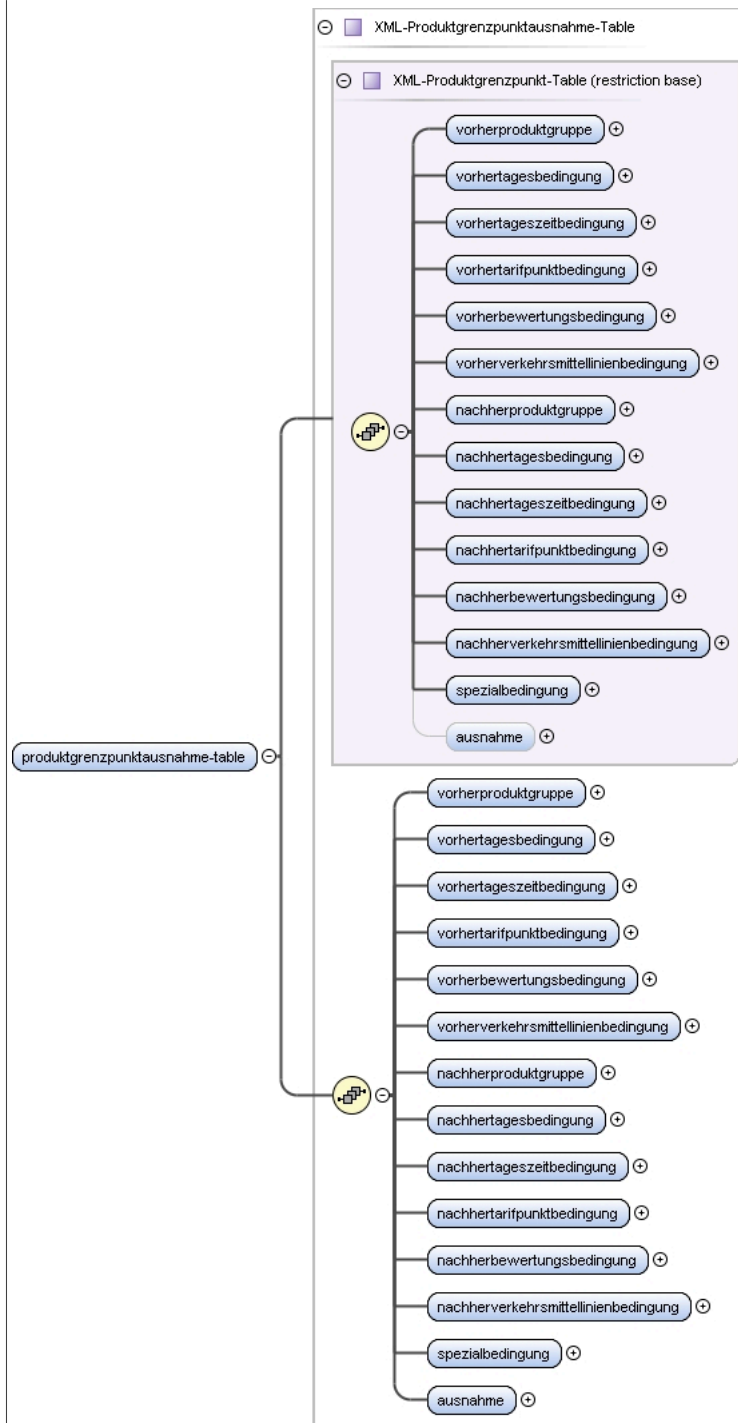 XML-Produktgrenzpunktausnahme-Table
XML-Produktgrenzpunkt-Table (restriction base)
vorherproduktgruppe
vorhertagesbedingung
vorhertageszeitbedingung
vorhertarifpunktbedingung
vorherbewertungsbedingung
vorherverkehrsmittellinienbedingung
nachherproduktgruppe
nachhertagesbedingung
nachhertageszeitbedingung
nachhertarifpunktbedingung
nachherbewertungsbedingung
nachherverkehrsmittellinienbedingung
spezialbedingung
ausnahme
produktgrenzpunktausnahme-table
vorherproduktgruppe
vorhertagesbedingung
vorhertageszeitbedingung
vorhertarifpunktbedingung
vorherbewertungsbedingung
vorherverkehrsmittellinienbedingung
nachherproduktgruppe
nachhertagesbedingung
nachhertageszeitbedingung
nachhertarifpunktbedingung
nachherbewertungsbedingung
nachherverkehrsmittellinienbedingung
spezialbedingung
ausnahme